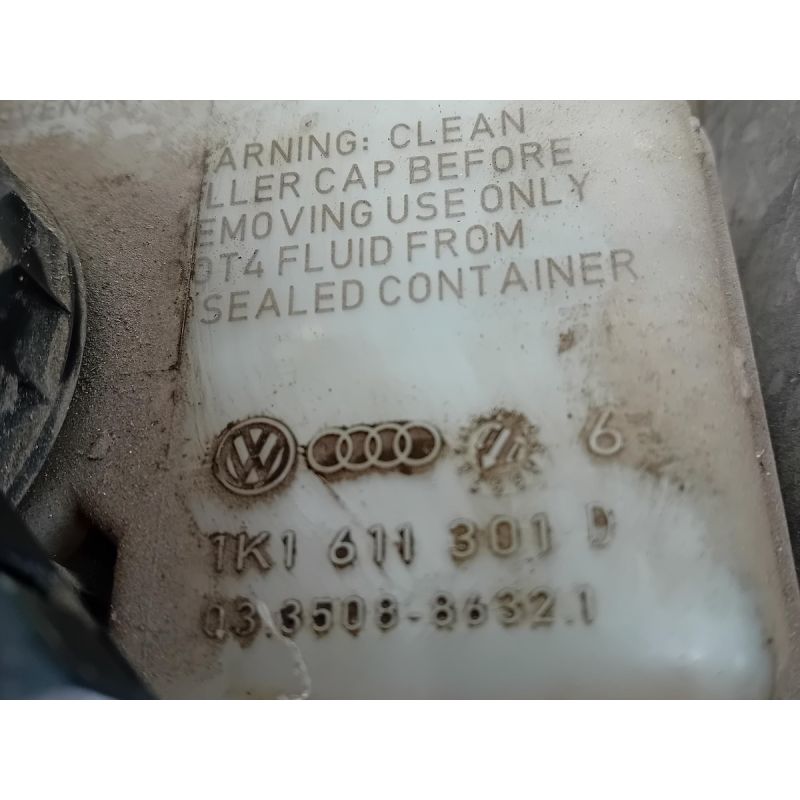 ARNING: CLEAN
LLER CAP BEFORE
EMOVING USE ONLY
OT4 FLUID FROM
SEALED CONTAINER
VW 6
1K1 611 301 D
03.3508-8632.1